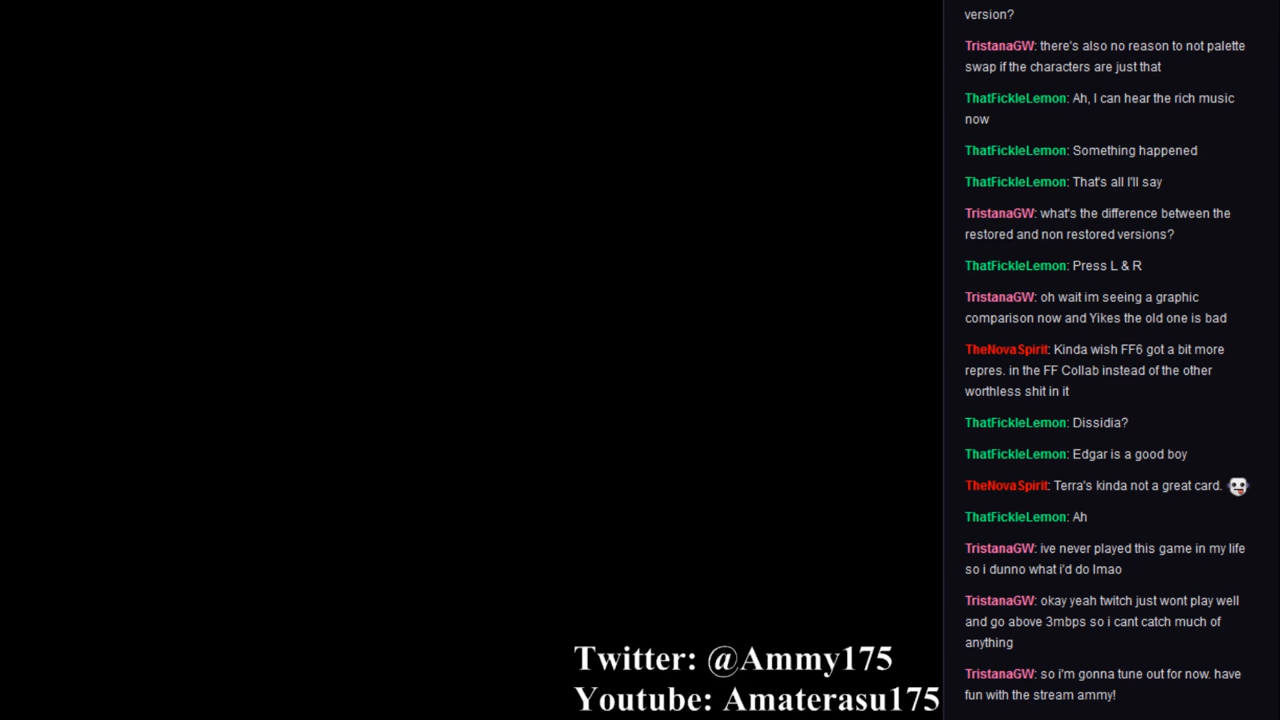 version?
TristanaGW: there's also no reason to not palette
swap if the characters are just that
ThatFickleLemon: Ah, I can hear the rich music
now
ThatFickleLemon: Something happened
ThatFickleLemon: That's all I'll say
TristanaGW: what's the difference between the
restored and non restored versions?
ThatFickleLemon: Press L & R
TristanaGW: oh wait im seeing a graphic
comparison now and Yikes the old one is bad
TheNovaSpirit: Kinda wish FF6 got a bit more
repres. in the FF Collab instead of the other
worthless shit in it
ThatFickleLemon: Dissidia?
ThatFickleLemon: Edgar is a good boy
TheNovaSpirit: Terra's kinda not a great card.
ThatFickleLemon: Ah
TristanaGW: ive never played this game in my life
so i dunno what i'd do lmao
TristanaGW: okay yeah twitch just wont play well
and go above 3mbps so i cant catch much of
anything
TristanaGW: so i'm gonna tune out for now. have
fun with the stream ammy!
Twitter: @Ammy175
Youtube: Amaterasu175